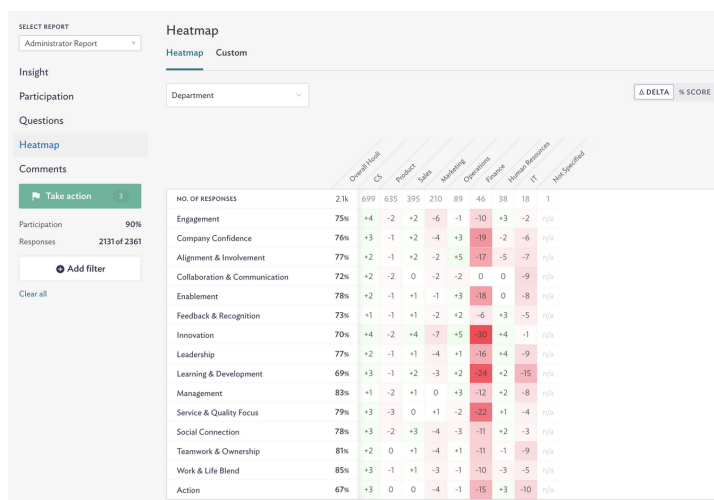 SELECT REPORT
Administrator Report
Insight
Participation
Questions
Heatmap
Comments
Take action 3
Participation 90%
Responses 2131 of 2361
Add filter
Clear all
Heatmap
Heatmap Custom
Department
Δ DELTA % SCORE
Overall Hooli CS Product Sales Marketing Operations Finance Human Resources IT Not Specified
NO. OF RESPONSES 2.1k 699 635 395 210 89 46 38 18 1
Engagement 75% +4 -2 +2 -6 -1 -10 +3 -2 n/a
Company Confidence 76% +3 -1 +2 -4 +3 -19 -2 -6 n/a
Alignment & Involvement 77% +2 -1 +2 -2 +5 -17 -5 -7 n/a
Collaboration & Communication 72% +2 -2 0 -2 -2 0 0 -9 n/a
Enablement 78% +2 -1 +1 -1 +3 -18 0 -8 n/a
Feedback & Recognition 73% +1 -1 +1 -2 +2 -6 +3 -5 n/a
Innovation 70% +4 -2 +4 -7 +5 -30 +4 -1 n/a
Leadership 77% +2 -1 +1 -4 +1 -16 +4 -9 n/a
Learning & Development 69% +3 -1 +2 -3 +2 -24 +2 -15 n/a
Management 83% +1 -2 +1 0 +3 -12 +2 -8 n/a
Service & Quality Focus 79% +3 -3 0 +1 -2 -22 +1 -4 n/a
Social Connection 78% +3 -2 +3 -4 -3 -11 +2 -3 n/a
Teamwork & Ownership 81% +2 0 +1 -4 +1 -11 -1 -9 n/a
Work & Life Blend 85% +3 -1 +1 -3 -1 -10 -3 -5 n/a
Action 67% +3 0 0 -4 -1 -15 +3 -10 n/a